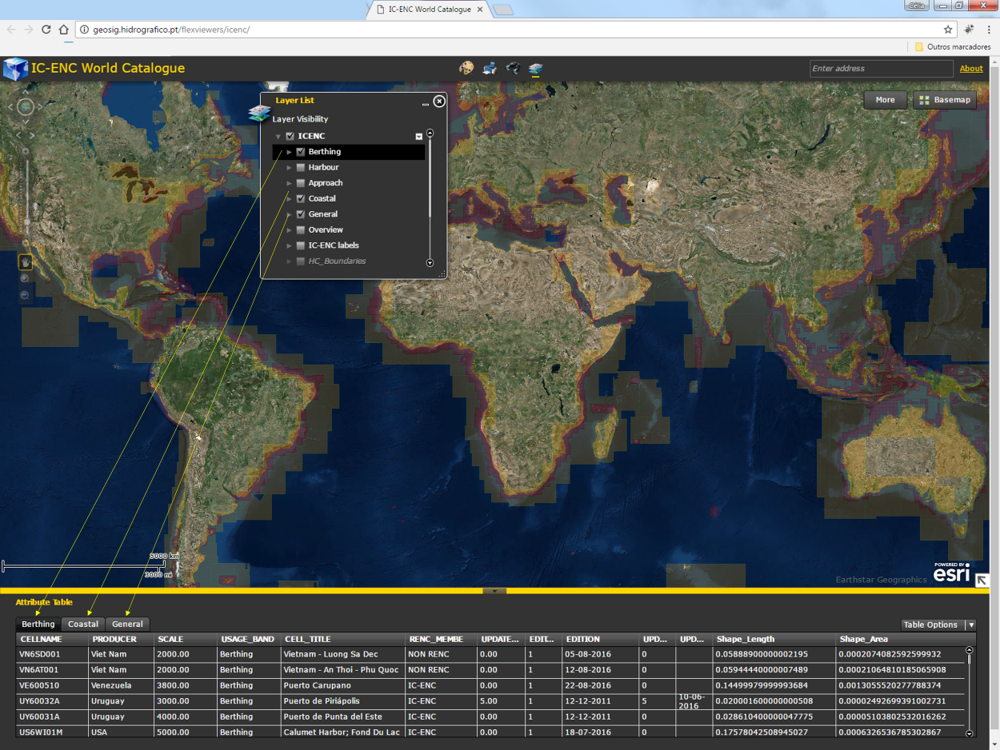 IC-ENC World Catalogue
Célia
geosig.hidrografico.pt/flexviewers/icenc/
Outros marcadores
IC-ENC World Catalogue
Enter address
About
More
Basemap
Layer List
Layer Visibility
ICENC
Berthing
Harbour
Approach
Coastal
General
Overview
IC-ENC labels
HC_Boundaries
3000 km
3000 mi
Earthstar Geographics
POWERED BY
esri
Attribute Table
Berthing Coastal General
Table Options
CELLNAME PRODUCER SCALE USAGE_BAND CELL_TITLE RENC_MEMBE UPDATE... EDIT... EDITION UPD... UPD... Shape_Length Shape_Area
VN6SD001 Viet Nam 2000.00 Berthing Vietnam - Luong Sa Dec NON RENC 0.00 1 05-08-2016 0 0.05888900000002195 0.0002074082592599932
VN6AT001 Viet Nam 2000.00 Berthing Vietnam - An Thoi - Phu Quoc NON RENC 0.00 1 12-08-2016 0 0.05944440000007489 0.00021064810185065908
VE600510 Venezuela 3800.00 Berthing Puerto Carupano IC-ENC 0.00 1 22-08-2016 0 0.14499979999993684 0.0013055520277788374
UY60032A Uruguay 3000.00 Berthing Puerto de Piriápolis IC-ENC 5.00 1 12-12-2011 5 10-06-2016 0.020001600000000508 0.00002492699391002731
UY60031A Uruguay 4000.00 Berthing Puerto de Punta del Este IC-ENC 0.00 1 12-12-2011 0 0.028610400000047775 0.00005103802532016262
US6WI01M USA 5000.00 Berthing Calumet Harbor; Fond Du Lac IC-ENC 0.00 1 18-07-2016 0 0.17578042508945027 0.0006326536785302867